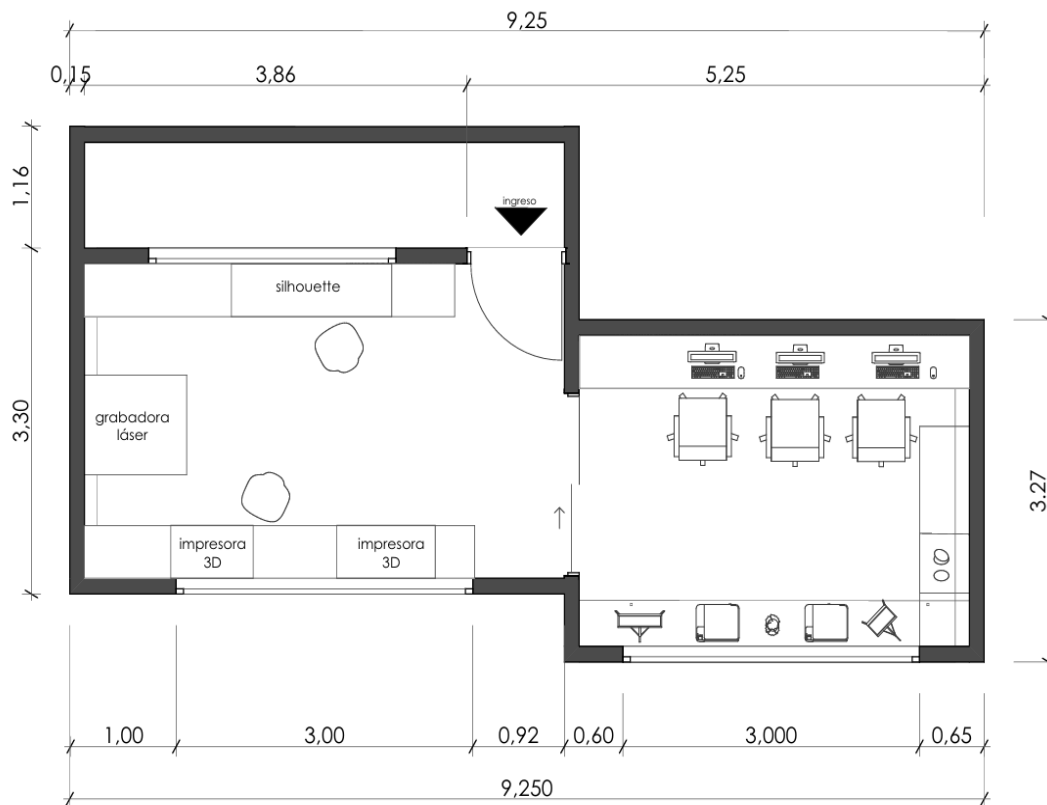 9,25
0,15
3,86
5,25
1,16
ingreso
silhouette
3,30
grabadora
láser
3.27
impresora
3D
impresora
3D
1,00
3,00
0,92
0,60
3,000
0,65
9,250